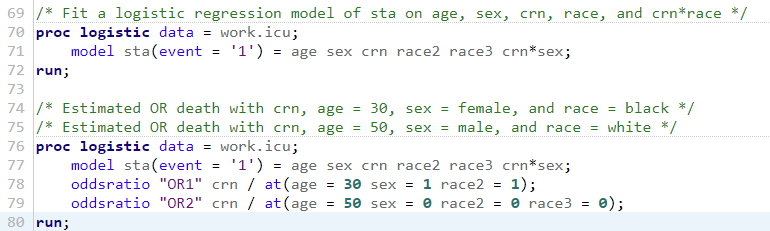 69 /* Fit a logistic regression model of sta on age, sex, crn, race, and crn*race */
70 proc logistic data = work.icu;
71 model sta(event = '1') = age sex crn race2 race3 crn*sex;
72 run;
73
74 /* Estimated OR death with crn, age = 30, sex = female, and race = black */
75 /* Estimated OR death with crn, age = 50, sex = male, and race = white */
76 proc logistic data = work.icu;
77 model sta(event = '1') = age sex crn race2 race3 crn*sex;
78 oddsratio "OR1" crn / at(age = 30 sex = 1 race2 = 1);
79 oddsratio "OR2" crn / at(age = 50 sex = 0 race2 = 0 race3 = 0);
80 run;